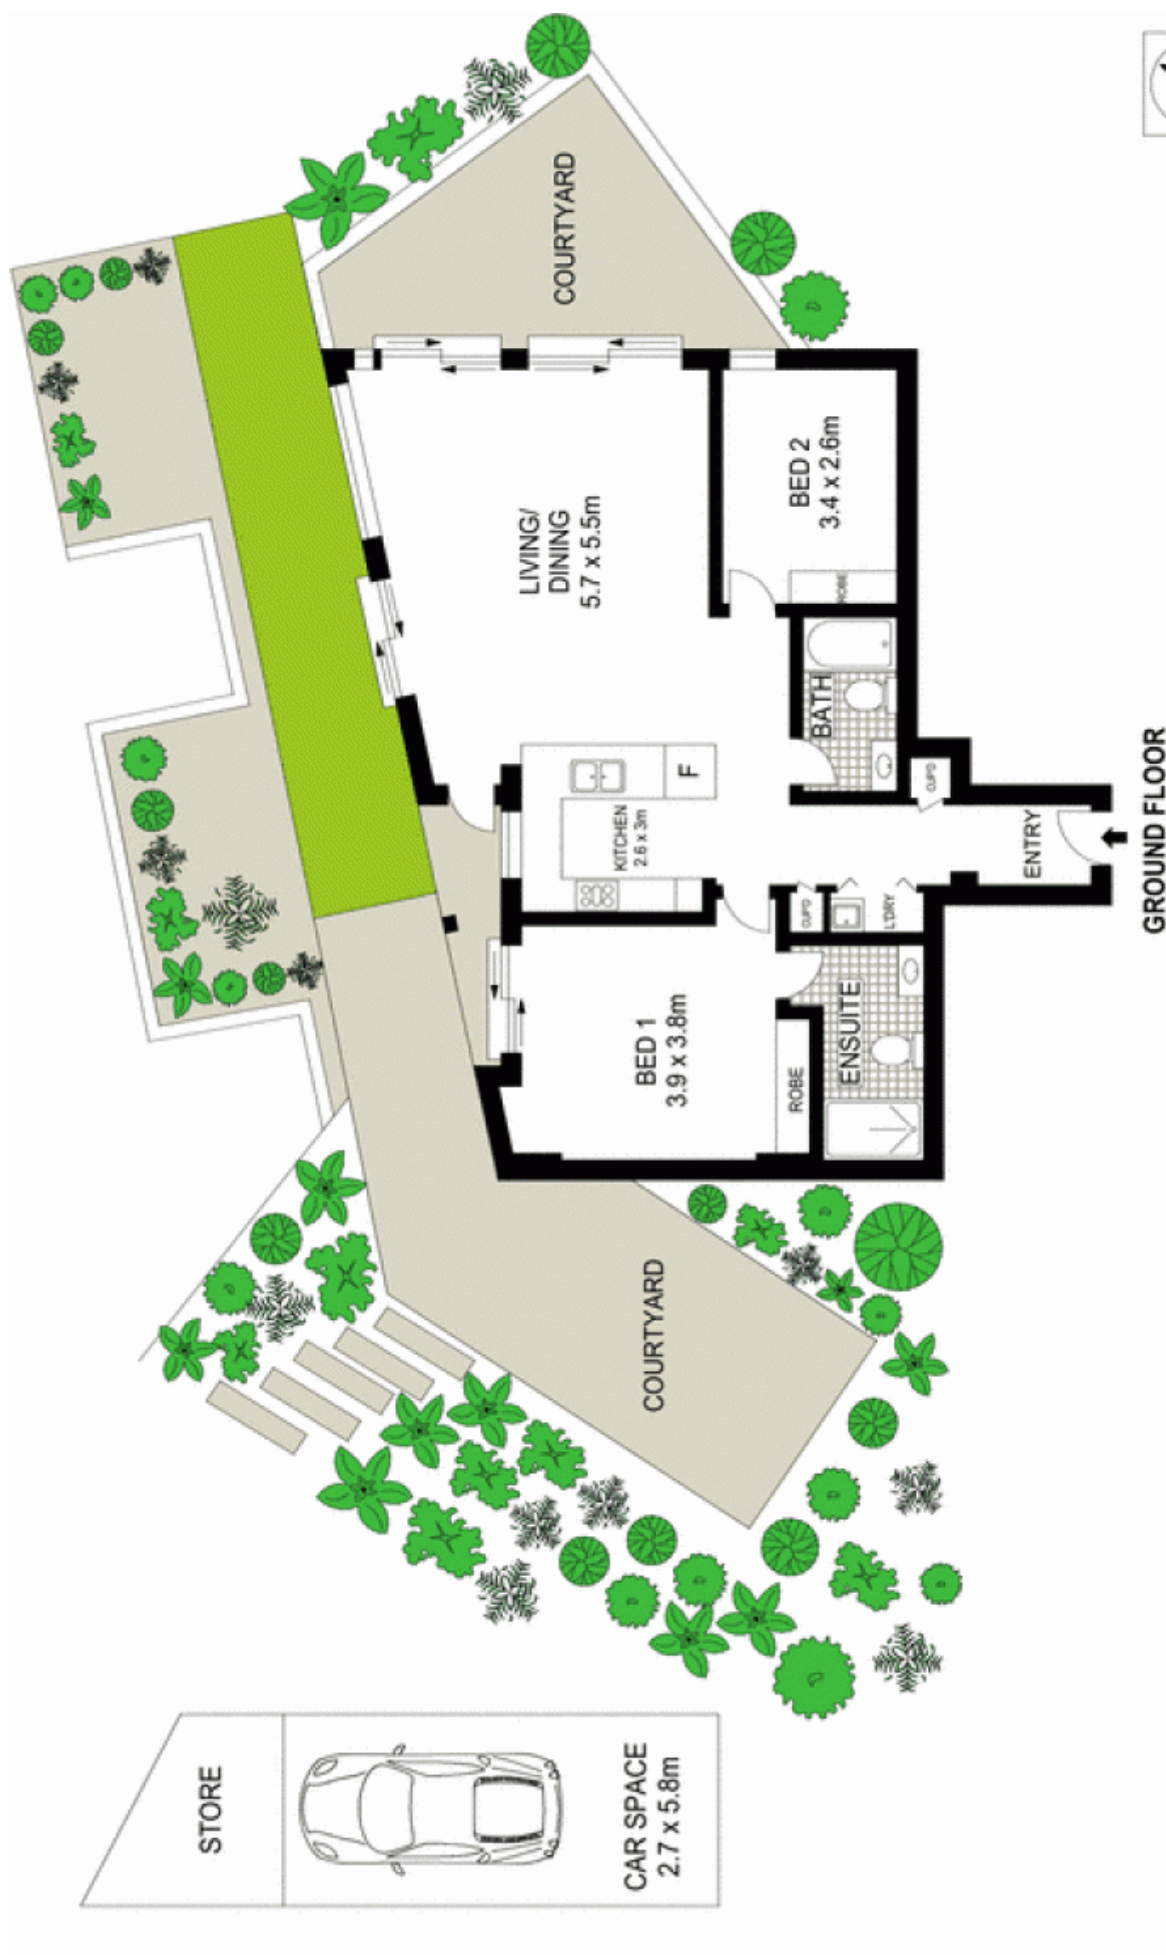 COURTYARD
LIVING/
DINING
5.7 x 5.5m
BED 2
3.4 x 2.6m
ROBE
BATH
F
KITCHEN
2.6 x 3m
CUP'D
ENTRY
GROUND FLOOR
CUP'D
L'DRY
BED 1
3.9 x 3.8m
ENSUITE
ROBE
COURTYARD
STORE
CAR SPACE
2.7 x 5.8m